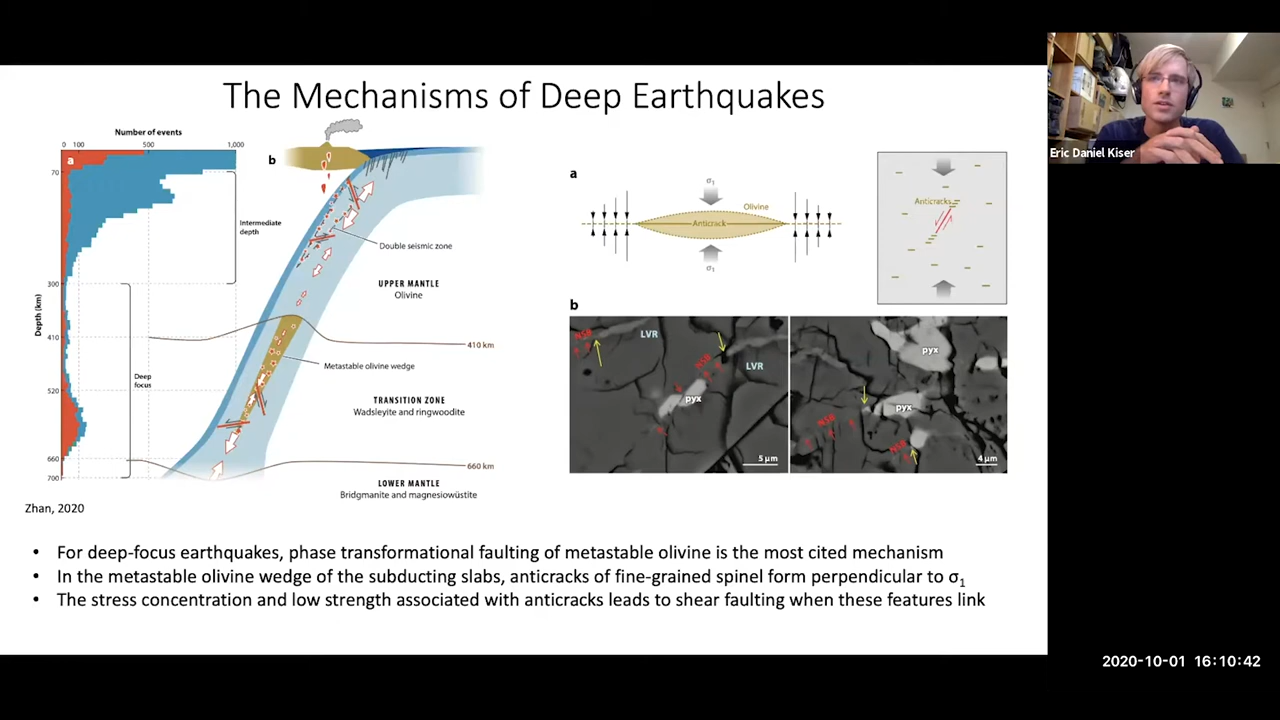 The Mechanisms of Deep Earthquakes
Number of events
0 100 500 1,000
a
70
300
410
520
660
700
Depth (km)
Intermediate
depth
Deep
focus
b
Double seismic zone
UPPER MANTLE
Olivine
410 km
Metastable olivine wedge
TRANSITION ZONE
Wadsleyite and ringwoodite
660 km
LOWER MANTLE
Bridgmanite and magnesiowüstite
Zhan, 2020
a
σ1
Olivine
Anticrack
σ1
Anticracks
b
NSB
LVR
NSB
LVR
pyx
5 µm
pyx
pyx
NSB
NSB
4 µm
• For deep-focus earthquakes, phase transformational faulting of metastable olivine is the most cited mechanism
• In the metastable olivine wedge of the subducting slabs, anticracks of fine-grained spinel form perpendicular to σ1
• The stress concentration and low strength associated with anticracks leads to shear faulting when these features link
Eric Daniel Kiser
2020-10-01 16:10:42